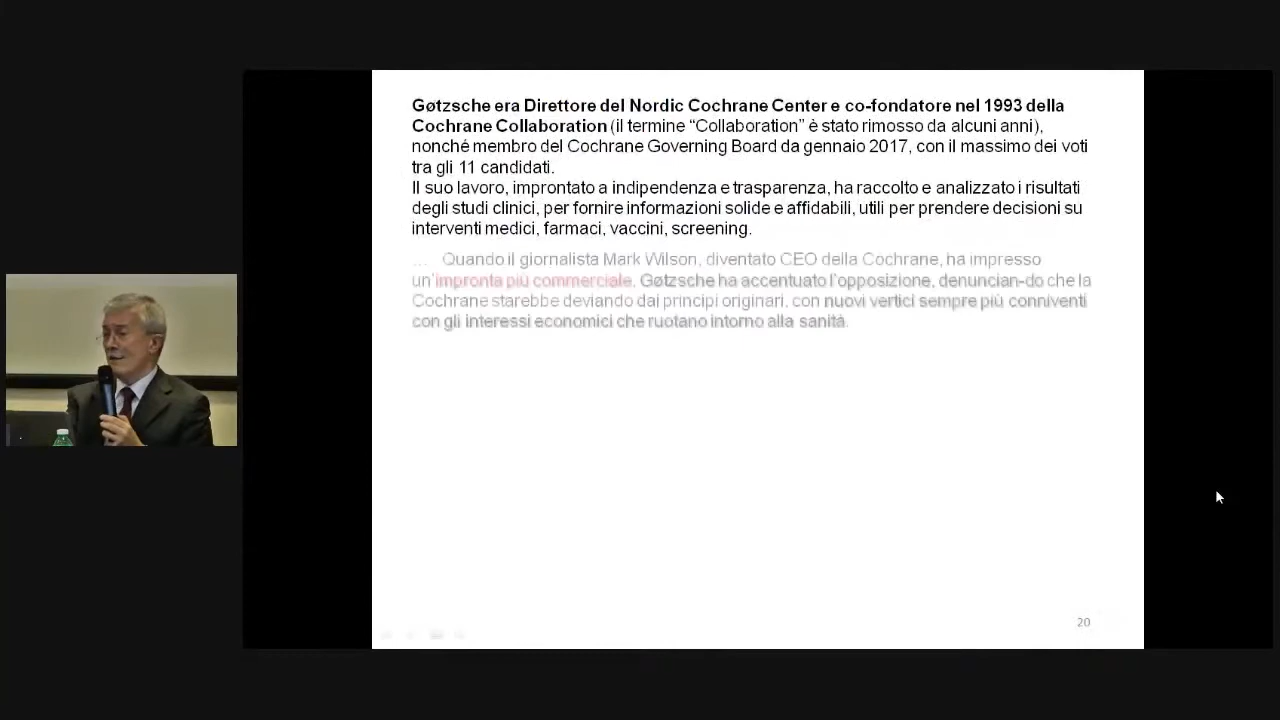 Gøtzsche era Direttore del Nordic Cochrane Center e co-fondatore nel 1993 della
Cochrane Collaboration (il termine “Collaboration” è stato rimosso da alcuni anni),
nonché membro del Cochrane Governing Board da gennaio 2017, con il massimo dei voti
tra gli 11 candidati.
Il suo lavoro, improntato a indipendenza e trasparenza, ha raccolto e analizzato i risultati
degli studi clinici, per fornire informazioni solide e affidabili, utili per prendere decisioni su
interventi medici, farmaci, vaccini, screening.
... Quando il giornalista Mark Wilson, diventato CEO della Cochrane, ha impresso
un’impronta più commerciale, Gøtzsche ha accentuato l’opposizione, denuncian-do che la
Cochrane starebbe deviando dai principi originari, con nuovi vertici sempre più conniventi
con gli interessi economici che ruotano intorno alla sanità.
20